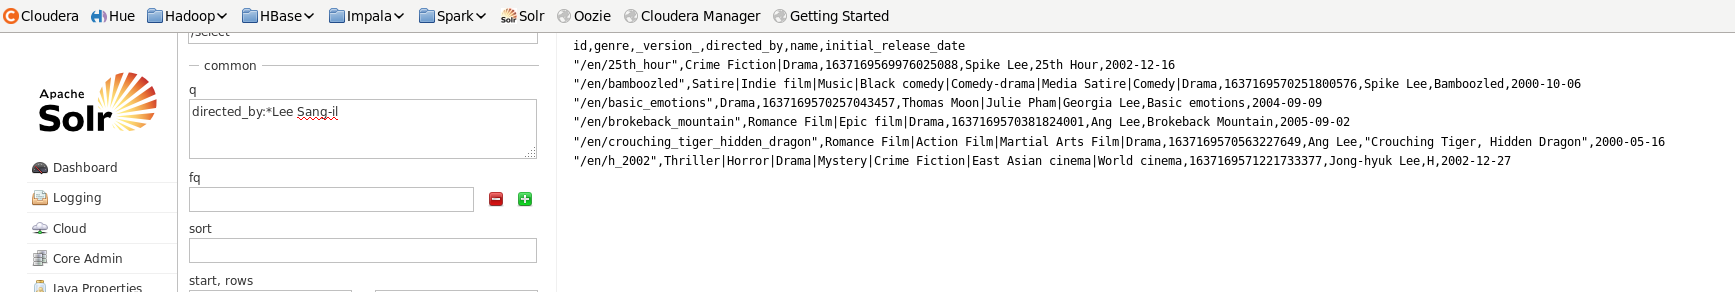 Cloudera Hue Hadoop HBase Impala Spark Solr Oozie Cloudera Manager Getting Started
Apache
Solr
Dashboard
Logging
Cloud
Core Admin
Java Properties
/select
common
q
directed_by:*Lee Sang-il
fq
sort
start, rows
id,genre,_version_,directed_by,name,initial_release_date
"/en/25th_hour",Crime Fiction|Drama,1637169569976025088,Spike Lee,25th Hour,2002-12-16
"/en/bamboozled",Satire|Indie film|Music|Black comedy|Comedy-drama|Media Satire|Comedy|Drama,1637169570251800576,Spike Lee,Bamboozled,2000-10-06
"/en/basic_emotions",Drama,1637169570257043457,Thomas Moon|Julie Pham|Georgia Lee,Basic emotions,2004-09-09
"/en/brokeback_mountain",Romance Film|Epic film|Drama,1637169570381824001,Ang Lee,Brokeback Mountain,2005-09-02
"/en/crouching_tiger_hidden_dragon",Romance Film|Action Film|Martial Arts Film|Drama,1637169570563227649,Ang Lee,"Crouching Tiger, Hidden Dragon",2000-05-16
"/en/h_2002",Thriller|Horror|Drama|Mystery|Crime Fiction|East Asian cinema|World cinema,1637169571221733377,Jong-hyuk Lee,H,2002-12-27